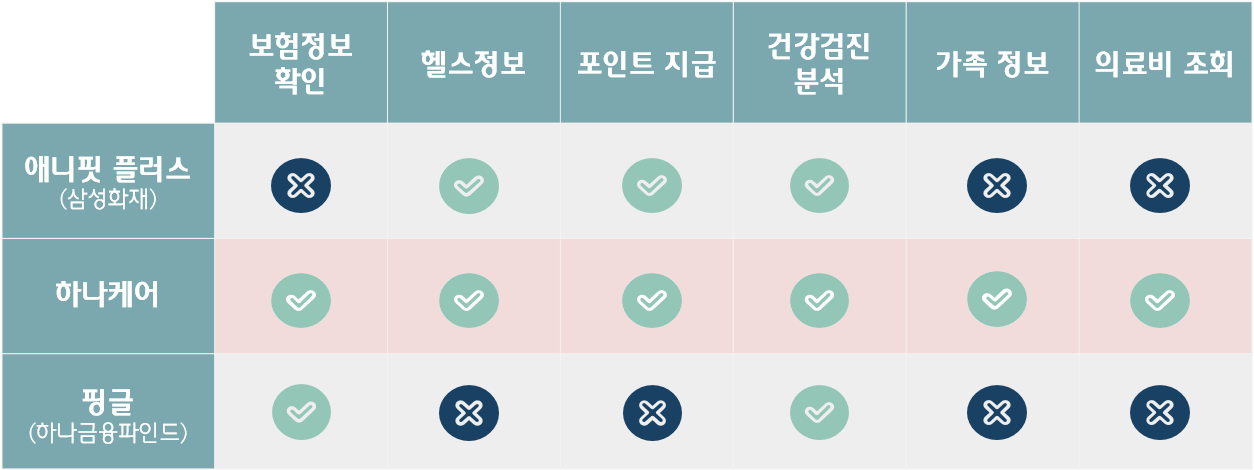 보험정보
확인
헬스정보
포인트 지급
건강검진
분석
가족 정보
의료비 조회
애니핏 플러스
(삼성화재)
하나케어
핑글
(하나금융파인드)